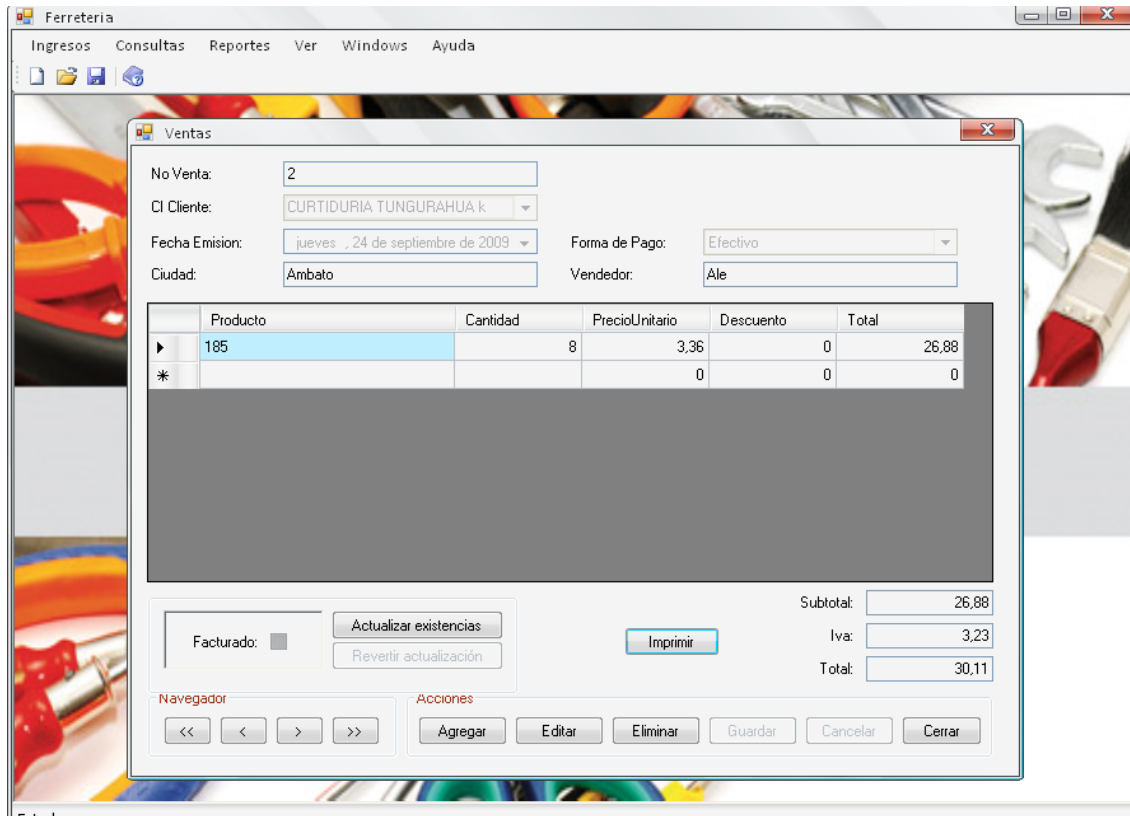 Ferreteria
Ingresos Consultas Reportes Ver Windows Ayuda
Ventas
No Venta: 2
CI Cliente: CURTIDURIA TUNGURAHUA k
Fecha Emision: jueves , 24 de septiembre de 2009 Forma de Pago: Efectivo
Ciudad: Ambato Vendedor: Ale
Producto Cantidad PrecioUnitario Descuento Total
185 8 3,36 0 26,88
0 0 0
Subtotal: 26,88
Facturado: Actualizar existencias
Imprimir Iva: 3,23
Revertir actualización
Total: 30,11
Navegador Acciones
<< < > >> Agregar Editar Eliminar Guardar Cancelar Cerrar